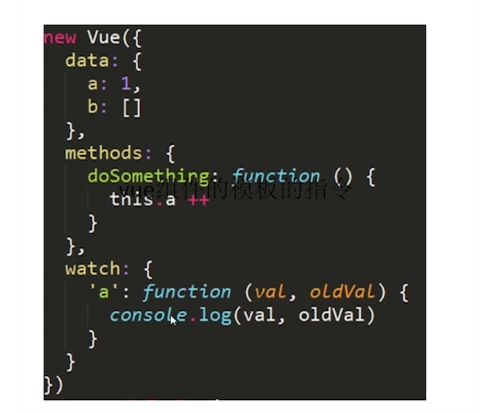 new Vue({
data: {
a: 1,
b: []
},
methods: {
doSomething: function () {
vue组件的模板的指令
this.a ++
}
},
watch: {
'a': function (val, oldVal) {
console.log(val, oldVal)
}
}
})